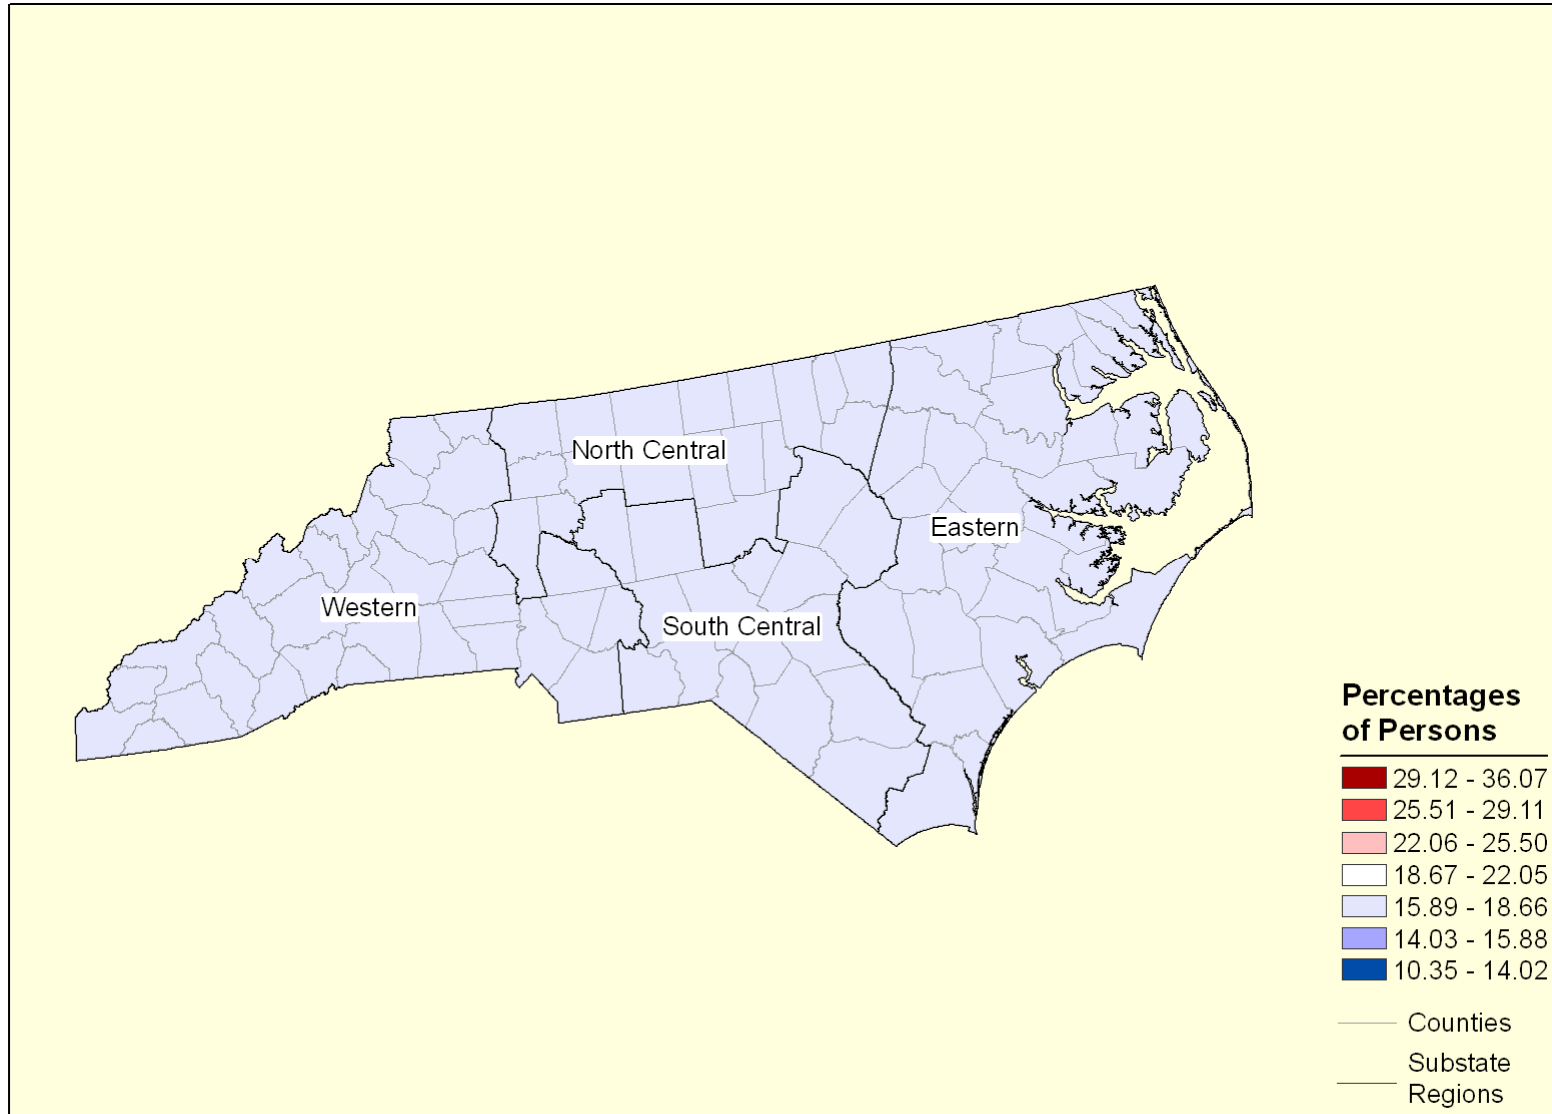 North Central
Eastern
Western
South Central
Percentages
of Persons
29.12 - 36.07
25.51 - 29.11
22.06 - 25.50
18.67 - 22.05
15.89 - 18.66
14.03 - 15.88
10.35 - 14.02
Counties
Substate
Regions